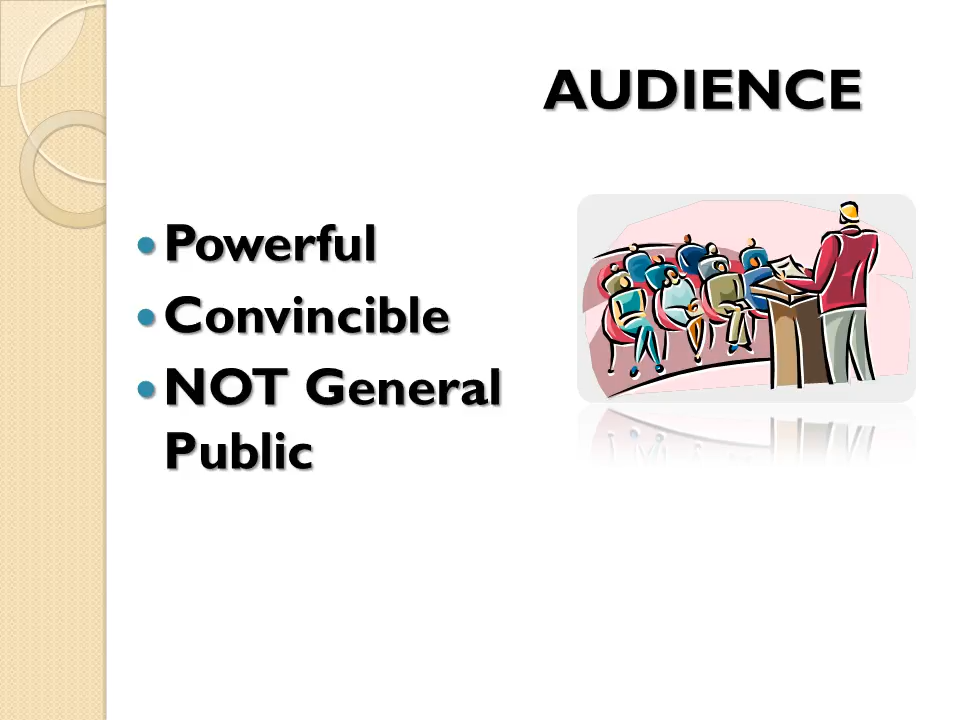 AUDIENCE
• Powerful
• Convincible
• NOT General
Public